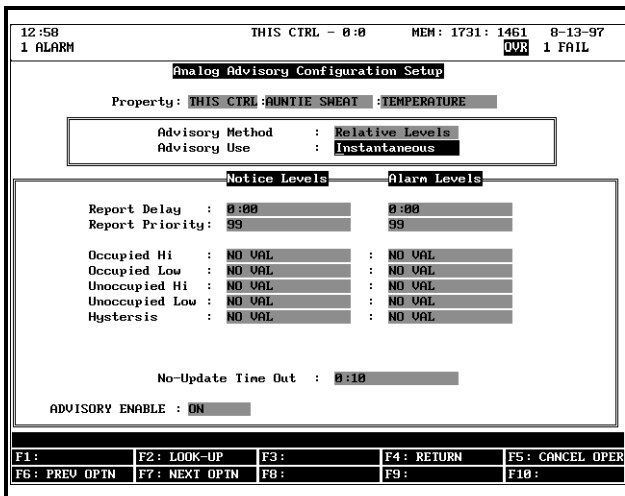 12:58 THIS CTRL - 0:0 MEM: 1731: 1461 8-13-97
1 ALARM OVR 1 FAIL
Analog Advisory Configuration Setup
Property: THIS CTRL :AUNTIE SWEAT :TEMPERATURE
Advisory Method : Relative Levels
Advisory Use : Instantaneous
Notice Levels Alarm Levels
Report Delay : 0:00 0:00
Report Priority: 99 99
Occupied Hi : NO VAL : NO VAL
Occupied Low : NO VAL : NO VAL
Unoccupied Hi : NO VAL : NO VAL
Unoccupied Low : NO VAL : NO VAL
Hystersis : NO VAL : NO VAL
No-Update Time Out : 0:10
ADVISORY ENABLE : ON
F1: F2: LOOK-UP F3: F4: RETURN F5: CANCEL OPER
F6: PREV OPTN F7: NEXT OPTN F8: F9: F10: